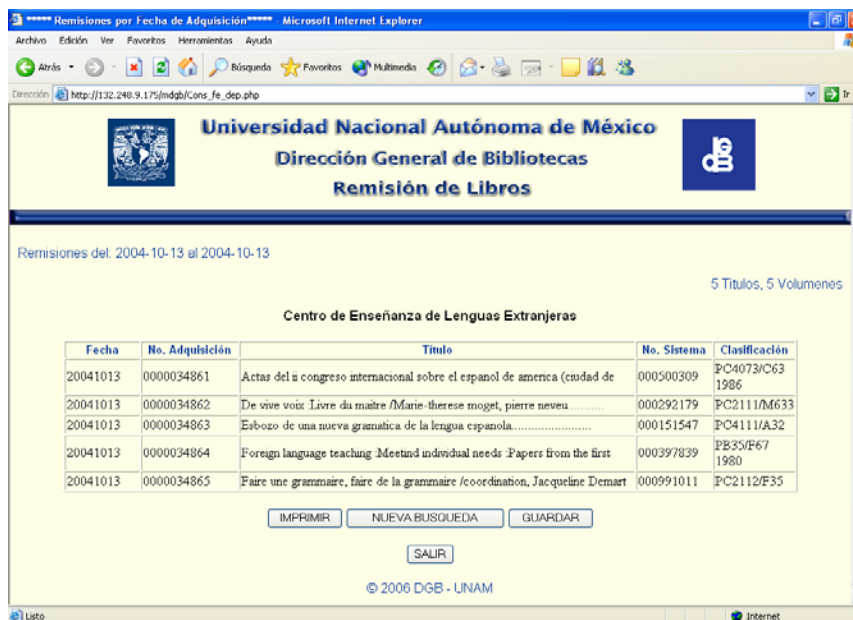 ***** Remisiones por Fecha de Adquisición***** - Microsoft Internet Explorer
Archivo Edición Ver Favoritos Herramientas Ayuda
Atrás Búsqueda Favoritos Multimedia
Dirección http://132.248.9.175/mdgb/Cons_fe_dep.php Ir
Universidad Nacional Autónoma de México
Dirección General de Bibliotecas
Remisión de Libros
Remisiones del: 2004-10-13 al 2004-10-13
5 Titulos, 5 Volumenes
Centro de Enseñanza de Lenguas Extranjeras
Fecha No. Adquisición Titulo No. Sistema Clasificación
20041013 0000034861 Actas del ii congreso internacional sobre el espanol de america (ciudad de 000500309 PC4073/C63 1986
20041013 0000034862 De vive voix :Livre du maitre /Marie-therese moget, pierre neveu.......... 000292179 PC2111/M633
20041013 0000034863 Esbozo de una nueva gramatica de la lengua espanola........................ 000151547 PC4111/A32
20041013 0000034864 Foreign language teaching :Meetind individual needs :Papers from the first 000397839 PB35/F67 1980
20041013 0000034865 Faire une grammaire, faire de la grammaire /coordination, Jacqueline Demart 000991011 PC2112/F35
IMPRIMIR NUEVA BUSQUEDA GUARDAR
SALIR
© 2006 DGB - UNAM
Listo Internet